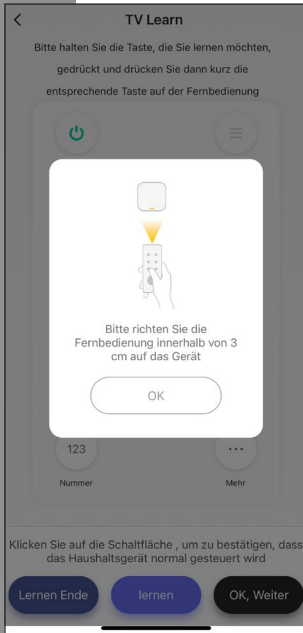 TV Learn
Bitte halten Sie die Taste, die Sie lernen möchten,
gedrückt und drücken Sie dann kurz die
entsprechende Taste auf der Fernbedienung
Bitte richten Sie die
Fernbedienung innerhalb von 3
cm auf das Gerät
OK
123
Nummer
Mehr
Klicken Sie auf die Schaltfläche , um zu bestätigen, dass
das Haushaltsgerät normal gesteuert wird
Lernen Ende
lernen
OK, Weiter